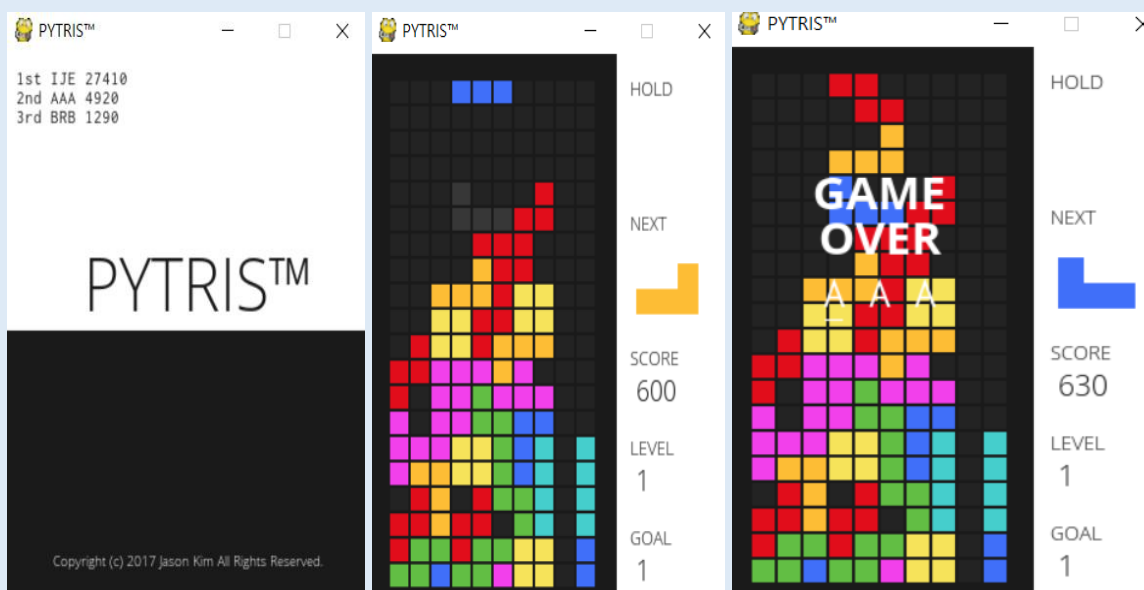 PYTRIS™
1st IJE 27410
2nd AAA 4920
3rd BRB 1290
PYTRIS™
Copyright (c) 2017 Jason Kim All Rights Reserved.
PYTRIS™
HOLD
NEXT
SCORE
600
LEVEL
1
GOAL
1
PYTRIS™
HOLD
GAME
OVER
A A A
NEXT
SCORE
630
LEVEL
1
GOAL
1